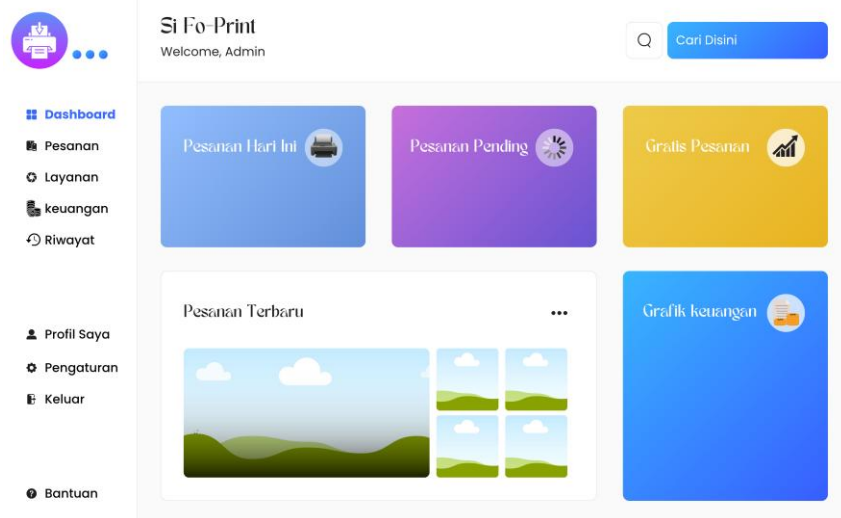 Si Fo-Print
Welcome, Admin
Cari Disini
Dashboard
Pesanan
Layanan
keuangan
Riwayat
Profil Saya
Pengaturan
Keluar
Bantuan
Pesanan Hari Ini
Pesanan Pending
Gratis Pesanan
Pesanan Terbaru
Grafik keuangan